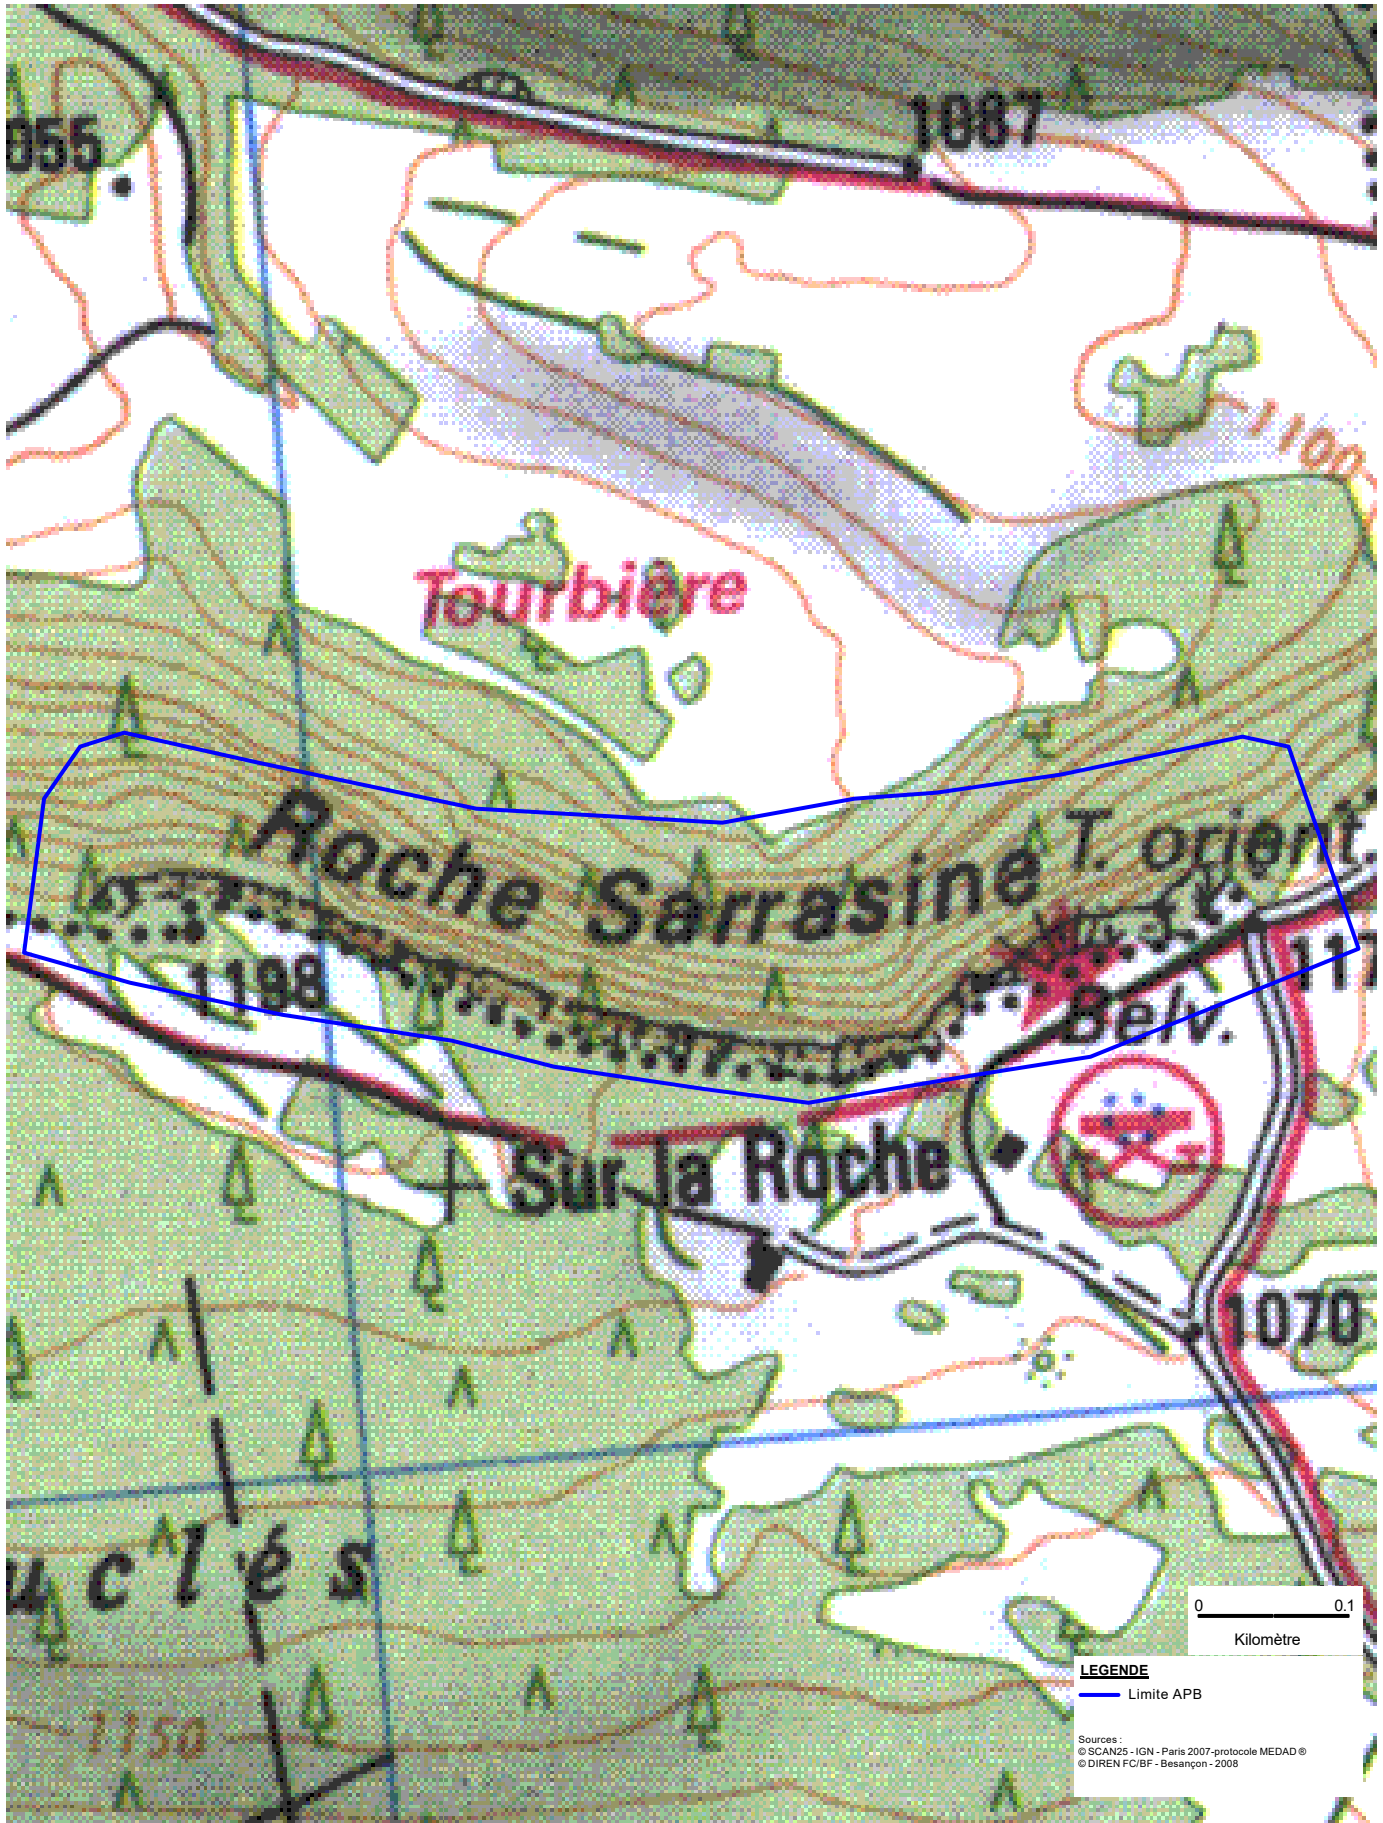 1087
055
1100
Tourbière
Roche Sarrasine
T. orient.
1198
117
Belv.
Sur la Roche
1070
uclés
1150
0 0.1
Kilomètre
LEGENDE
Limite APB
Sources :
© SCAN25 - IGN - Paris 2007-protocole MEDAD ®
© DIREN FC/BF - Besançon - 2008